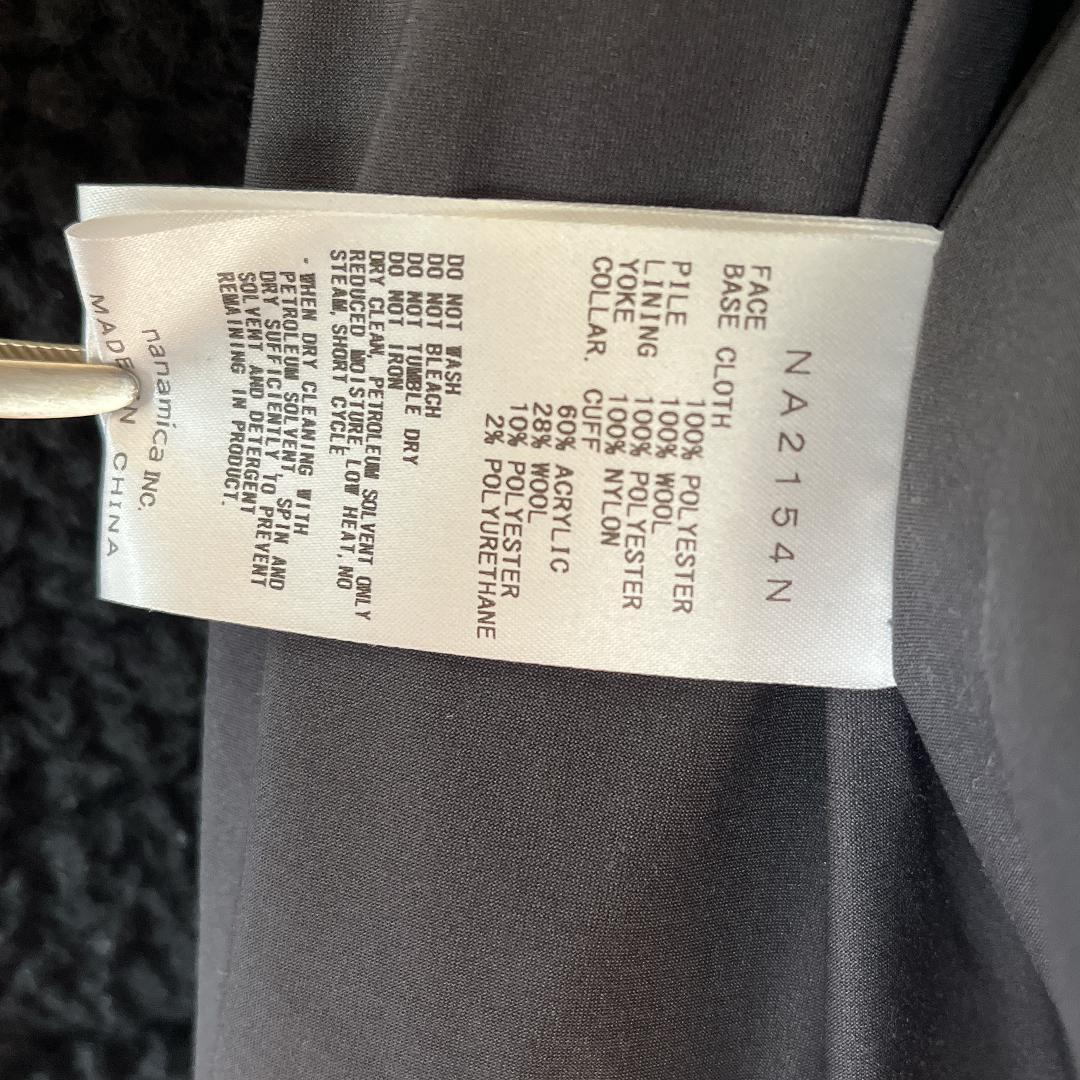 NA2154N
FACE
BASE CLOTH 100% POLYESTER
PILE 100% WOOL
LINING 100% POLYESTER
YOKE 100% NYLON
COLLAR. CUFF
60% ACRYLIC
28% WOOL
10% POLYESTER
2% POLYURETHANE
DO NOT WASH
DO NOT BLEACH
DO NOT TUMBLE DRY
DO NOT IRON
DRY CLEAN, PETROLEUM SOLVENT ONLY
REDUCED MOISTURE LOW HEAT, NO
STEAM, SHORT CYCLE
・WHEN DRY CLEANING WITH
PETROLEUM SOLVENT, SPIN AND
DRY SUFFICIENTLY TO PREVENT
SOLVENT AND DETERGENT
REMAINING IN PRODUCT.
nanamica INC.
MADE IN CHINA